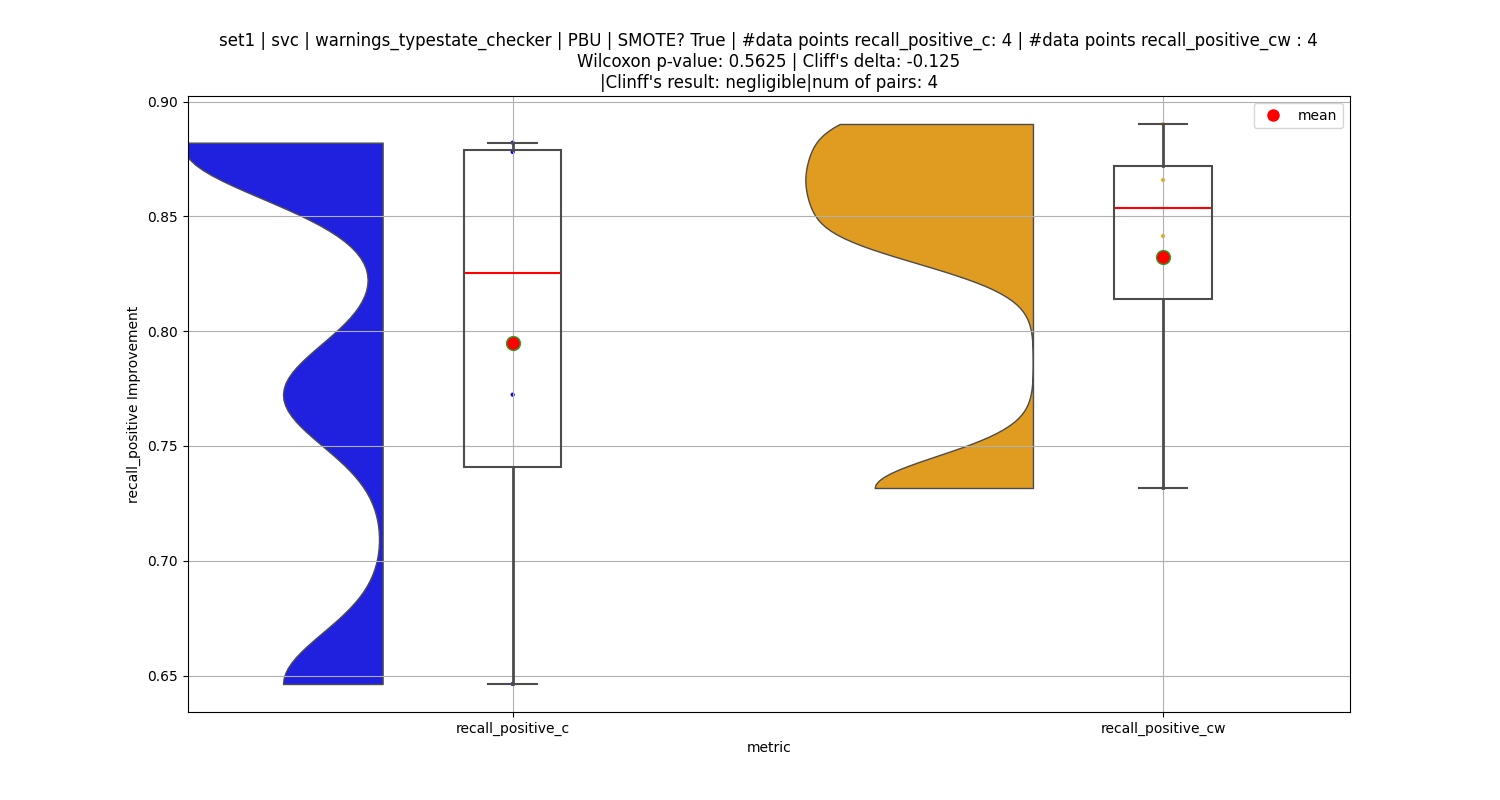 set1 | svc | warnings_typestate_checker | PBU | SMOTE? True | #data points recall_positive_c: 4 | #data points recall_positive_cw : 4
Wilcoxon p-value: 0.5625 | Cliff's delta: -0.125
|Clinff's result: negligible|num of pairs: 4
mean
0.90
0.85
0.80
0.75
0.70
0.65
recall_positive Improvement
recall_positive_c
recall_positive_cw
metric